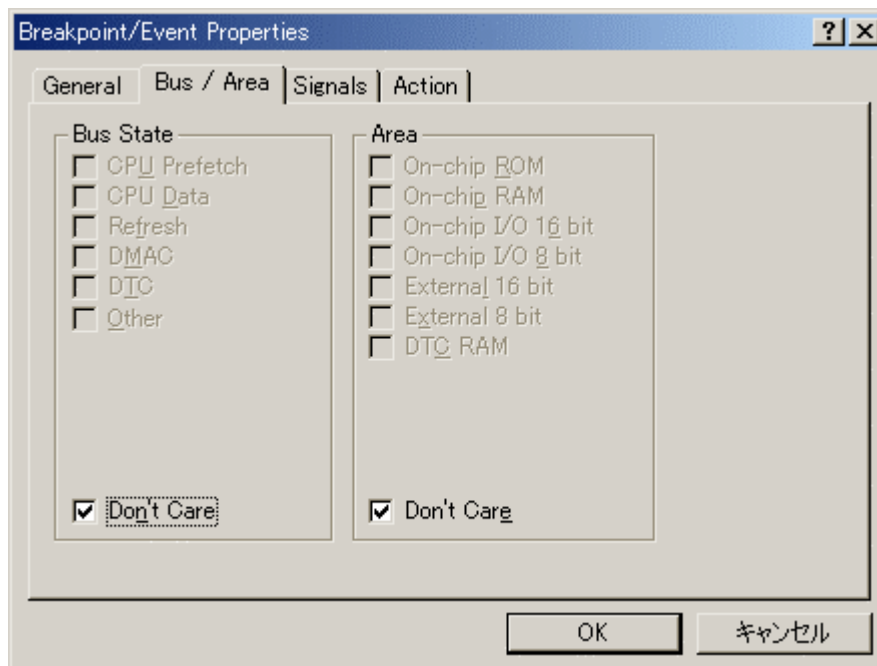 Breakpoint/Event Properties
General
Bus / Area
Signals
Action
Bus State
CPU Prefetch
CPU Data
Refresh
DMAC
DTC
Other
Don't Care
Area
On-chip ROM
On-chip RAM
On-chip I/O 16 bit
On-chip I/O 8 bit
External 16 bit
External 8 bit
DTC RAM
Don't Care
OK
キャンセル